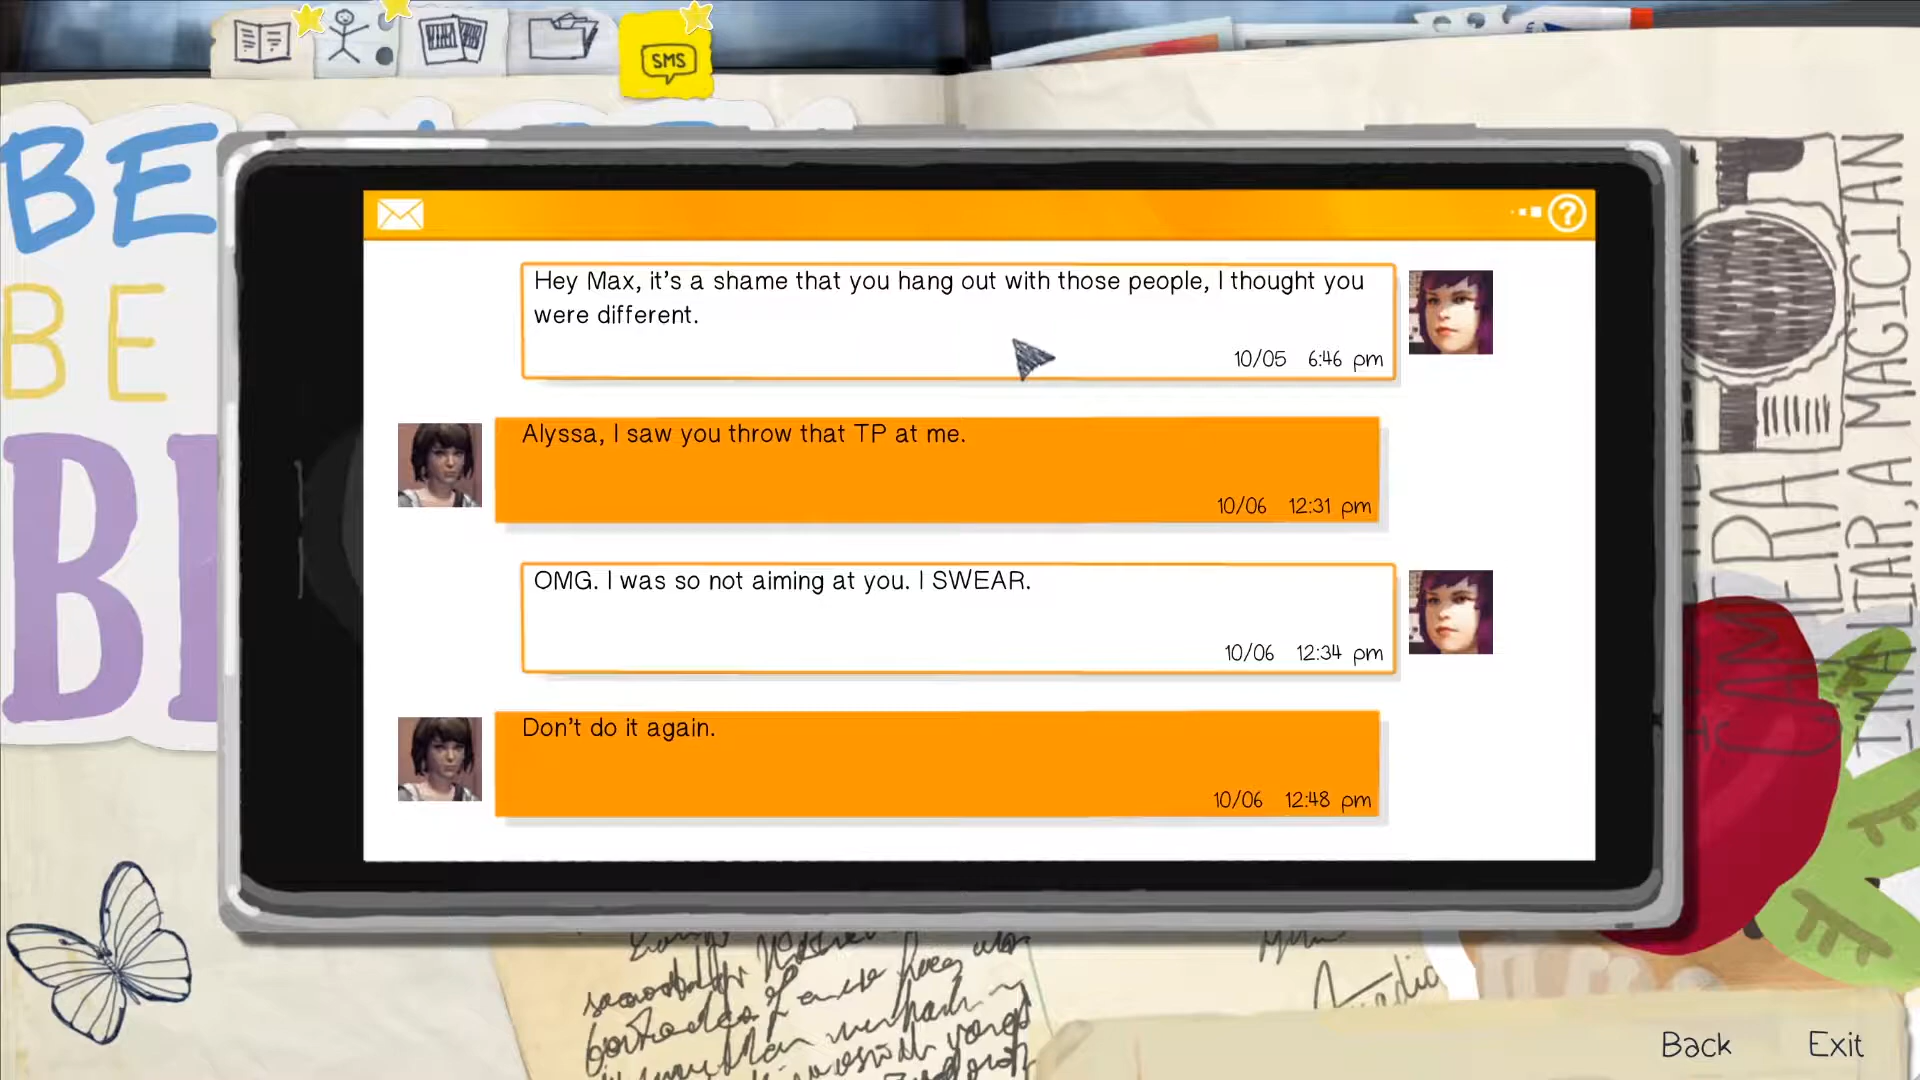 SMS
BE
BE
Hey Max, it's a shame that you hang out with those people, I thought you
were different.
10/05 6:46 pm
Alyssa, I saw you throw that TP at me.
10/06 12:31 pm
OMG. I was so not aiming at you. I SWEAR.
10/06 12:34 pm
Don't do it again.
10/06 12:48 pm
CAMERA
I'M A LIAR, A MAGICIAN
Back Exit